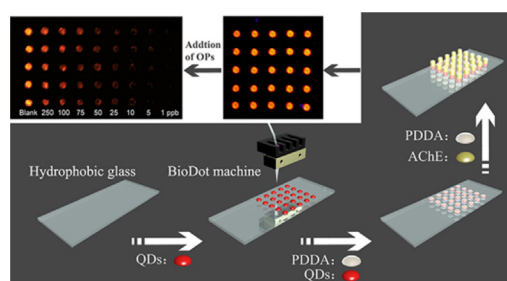 Addtion
of OPs
Blank 250 100 75 50 25 10 5 1 ppb
PDDA:
AChE:
Hydrophobic glass
BioDot machine
QDs:
PDDA:
QDs: